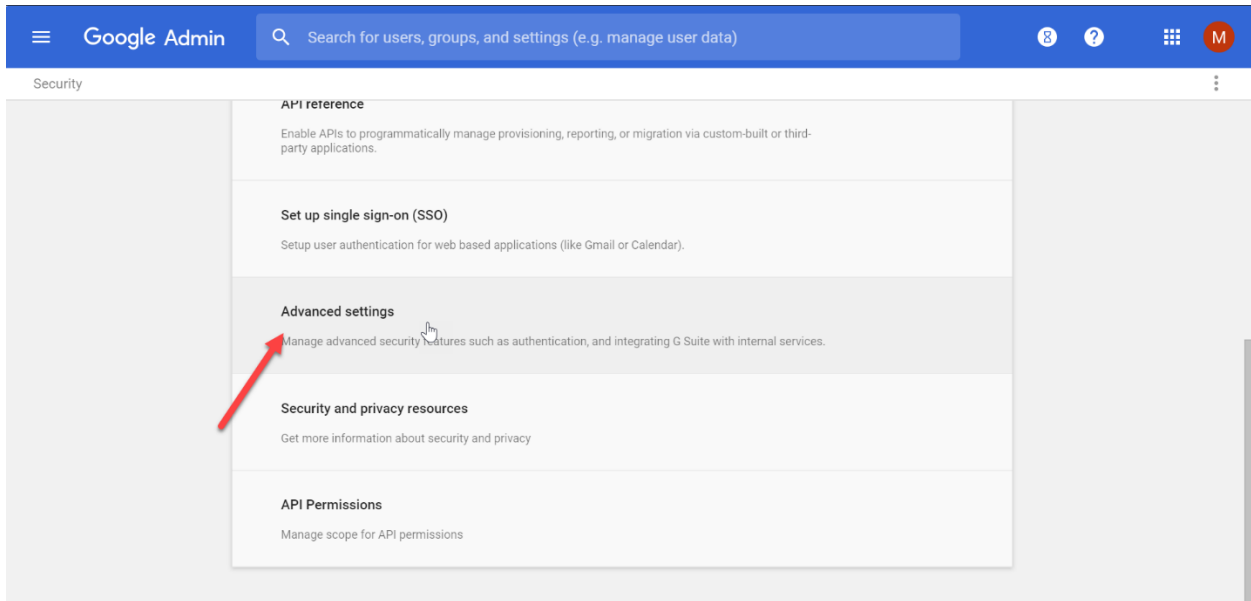 Google Admin
Search for users, groups, and settings (e.g. manage user data)
M
Security
API reference
Enable APIs to programmatically manage provisioning, reporting, or migration via custom-built or third-
party applications.
Set up single sign-on (SSO)
Setup user authentication for web based applications (like Gmail or Calendar).
Advanced settings
Manage advanced security features such as authentication, and integrating G Suite with internal services.
Security and privacy resources
Get more information about security and privacy
API Permissions
Manage scope for API permissions